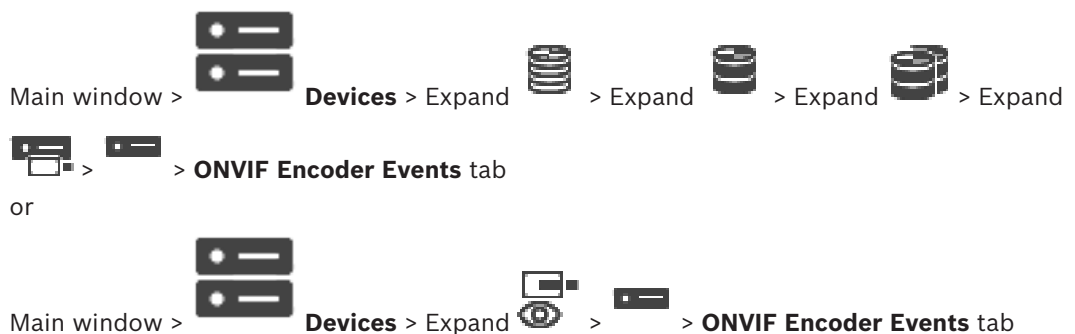 Main window > Devices > Expand > Expand > Expand > Expand
> > ONVIF Encoder Events tab
or
Main window > Devices > Expand > > ONVIF Encoder Events tab